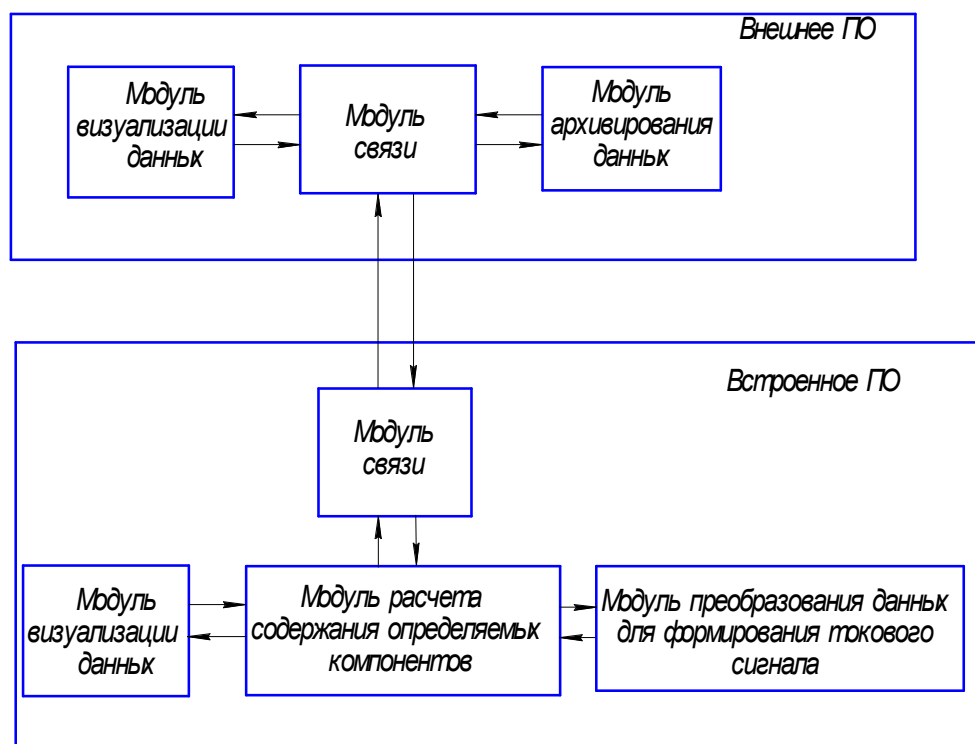 Внешнее ПО
Модуль
визуализации
данных
Модуль
связи
Модуль
архивирования
данных
Встроенное ПО
Модуль
связи
Модуль
визуализации
данных
Модуль расчета
содержания определяемых
компонентов
Модуль преобразования данных
для формирования токового
сигнала